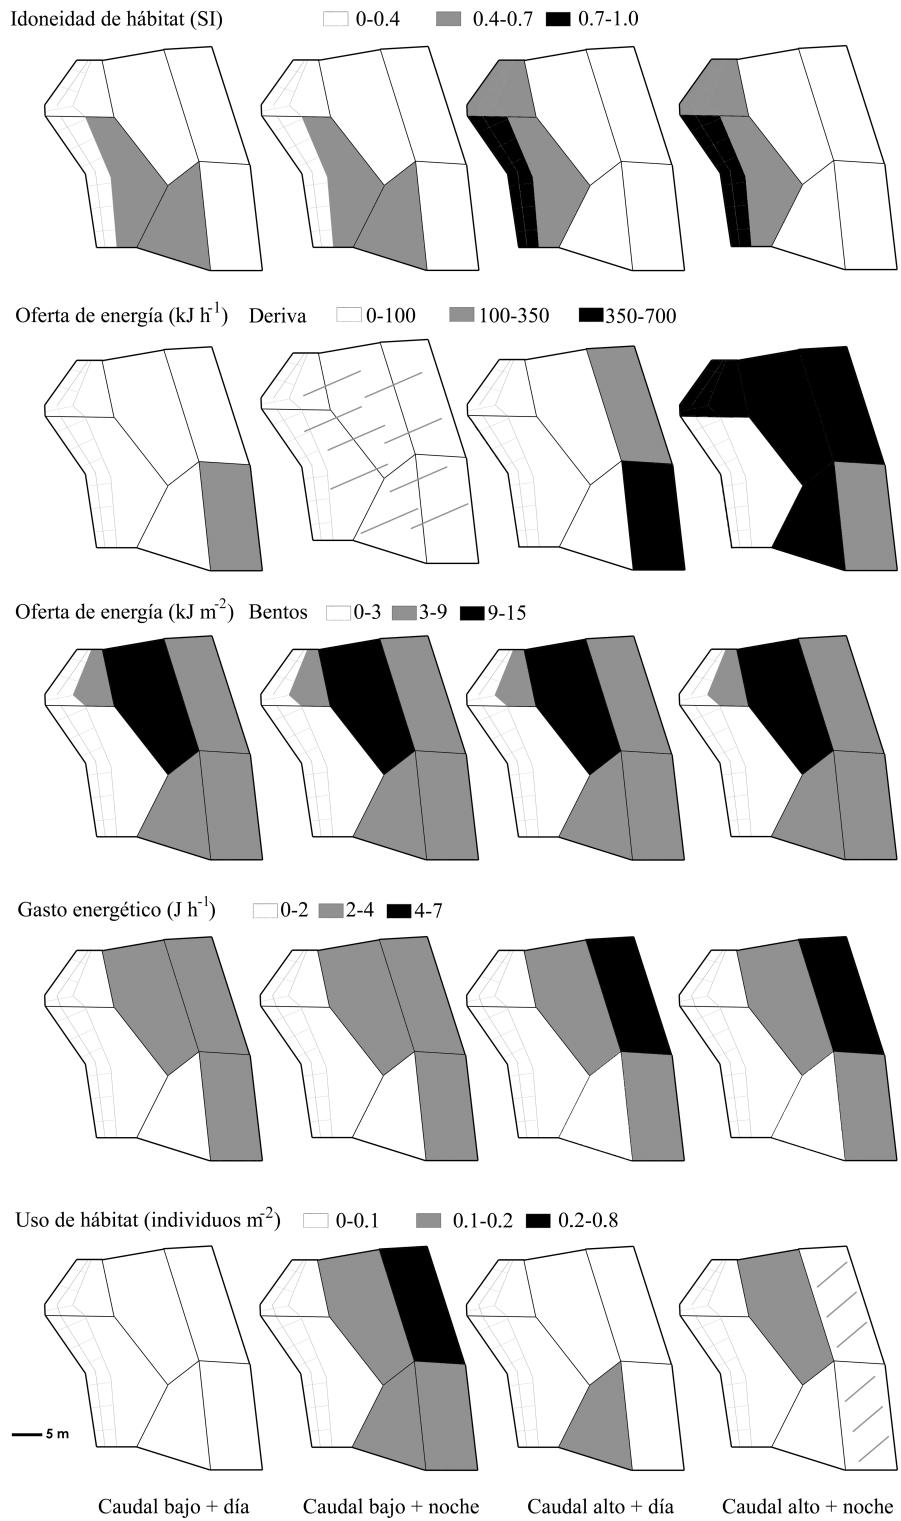 Idoneidad de hábitat (SI) 0-0.4 0.4-0.7 0.7-1.0
Oferta de energía (kJ h-1) Deriva 0-100 100-350 350-700
Oferta de energía (kJ m-2) Bentos 0-3 3-9 9-15
Gasto energético (J h-1) 0-2 2-4 4-7
Uso de hábitat (individuos m-2) 0-0.1 0.1-0.2 0.2-0.8
5 m
Caudal bajo + día Caudal bajo + noche Caudal alto + día Caudal alto + noche